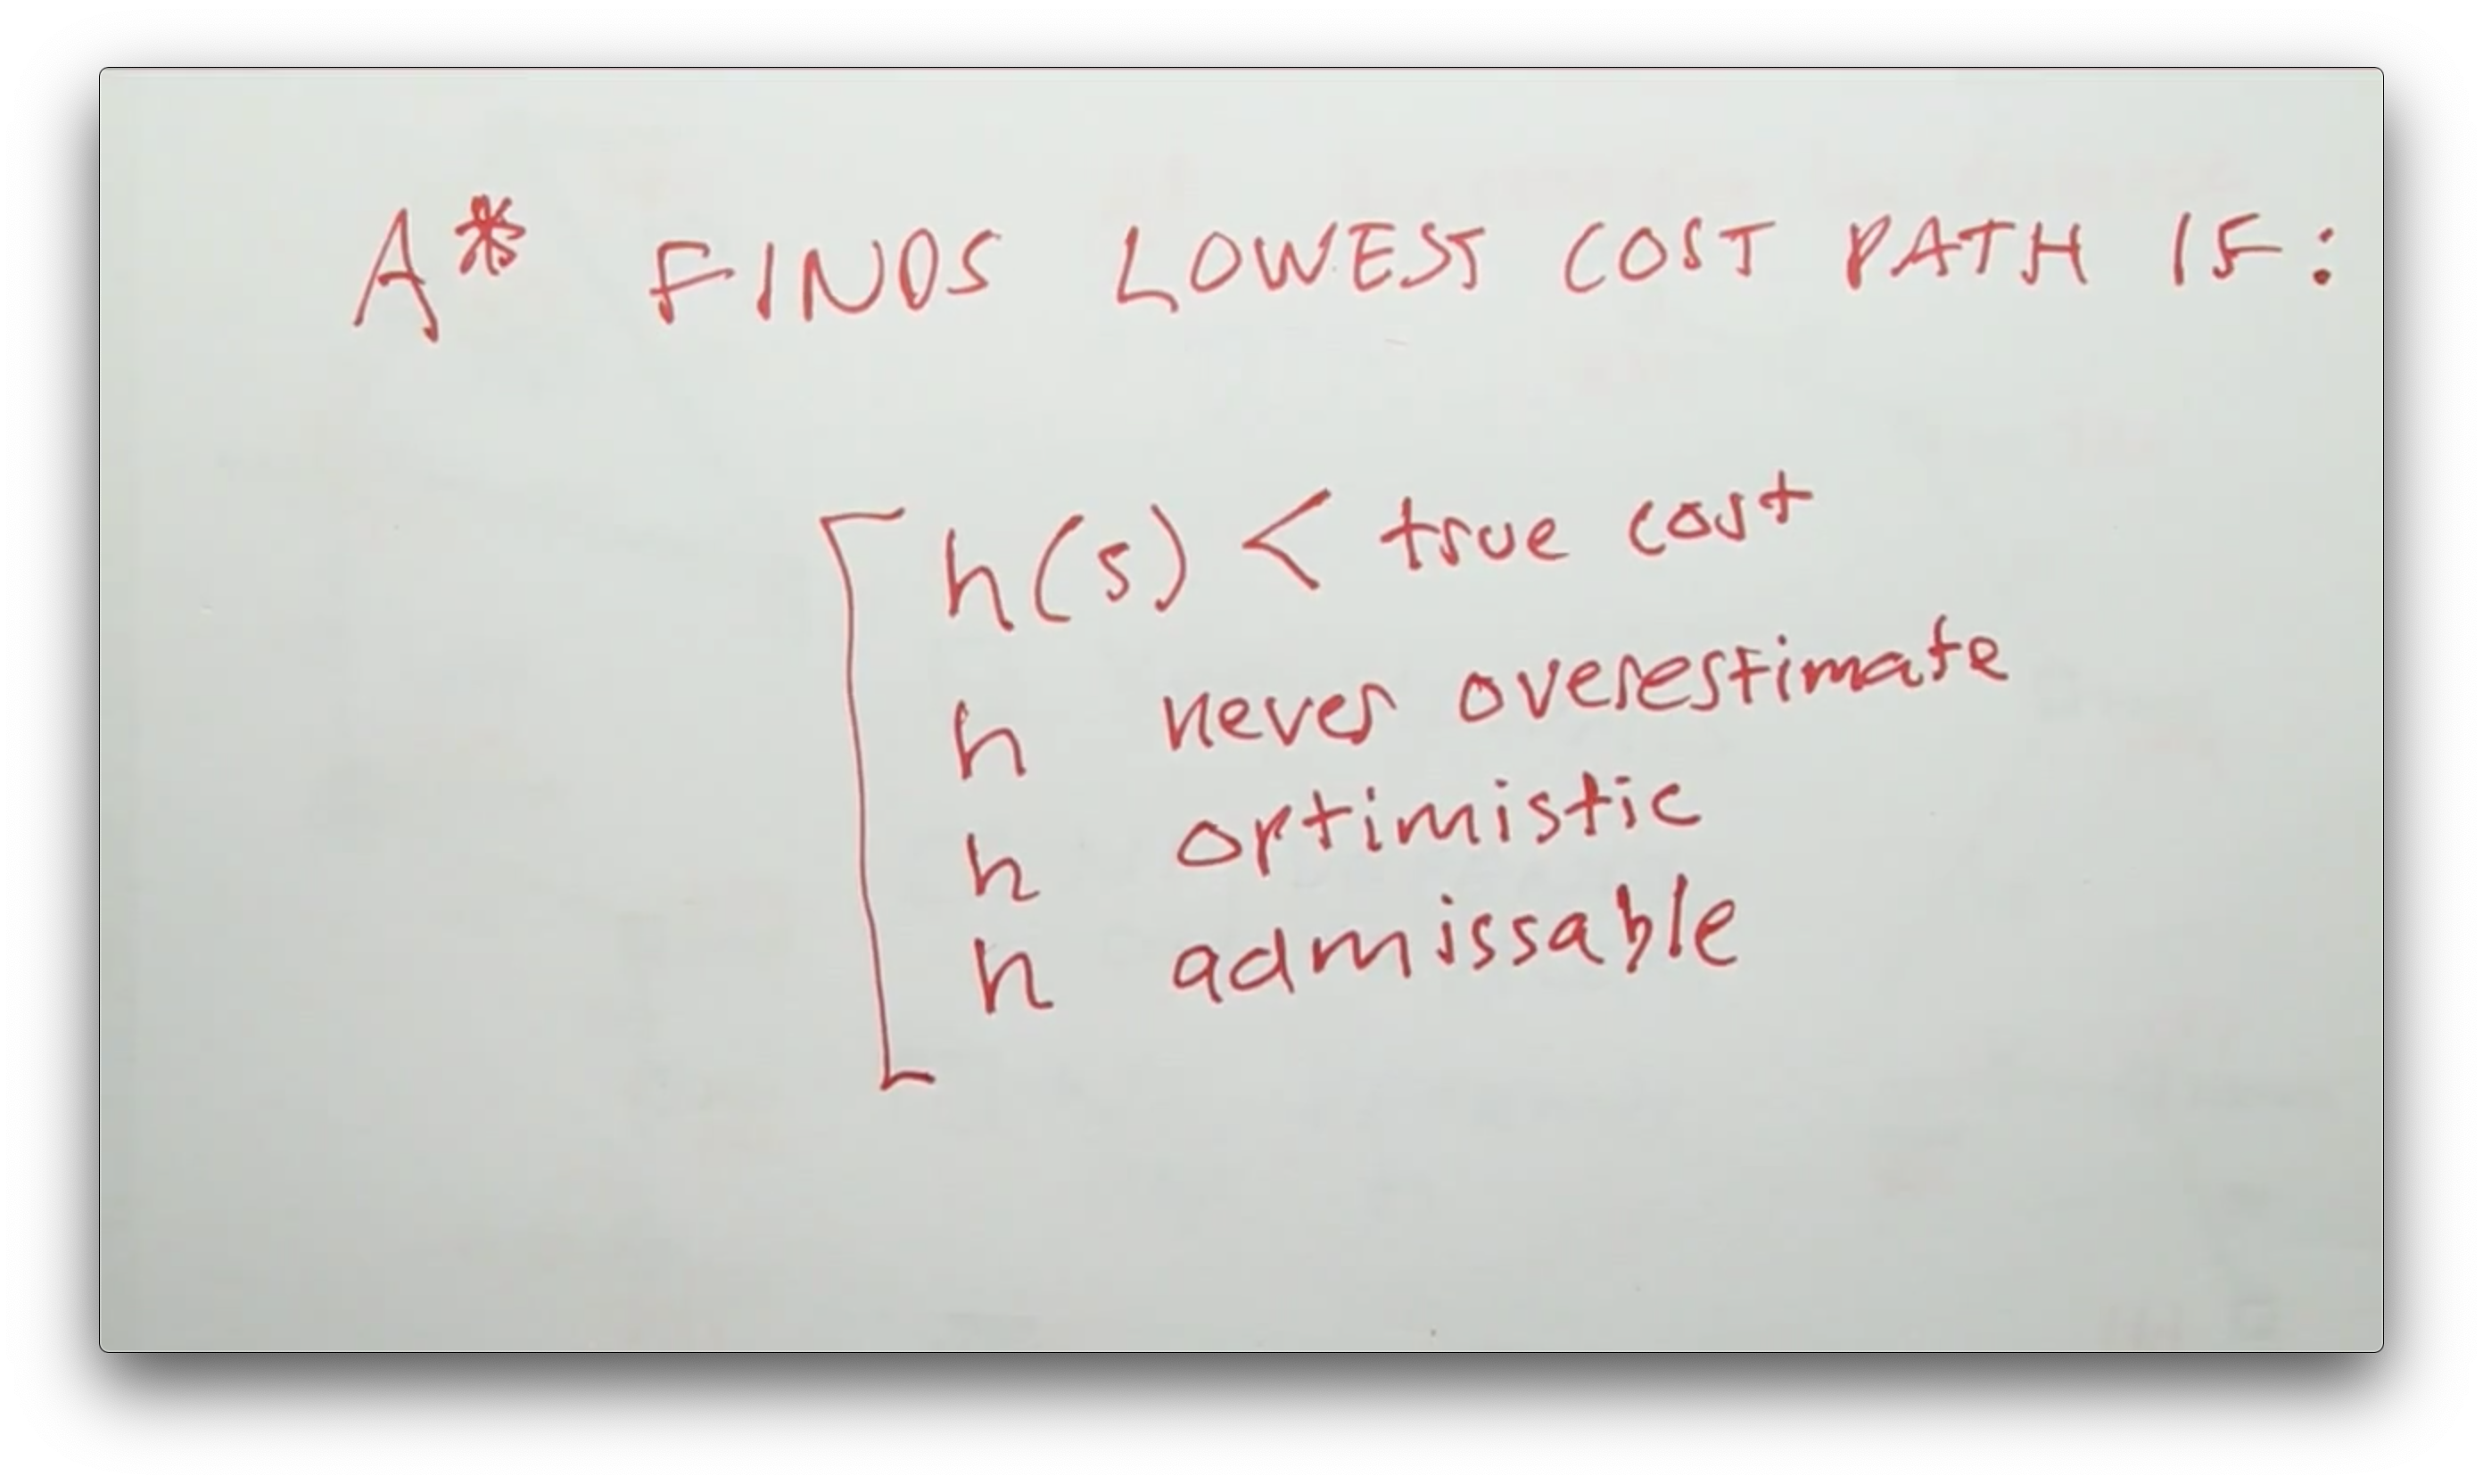 A* FINDS LOWEST COST PATH IF:
h(s) < true cost
h never overestimate
h optimistic
h admissable